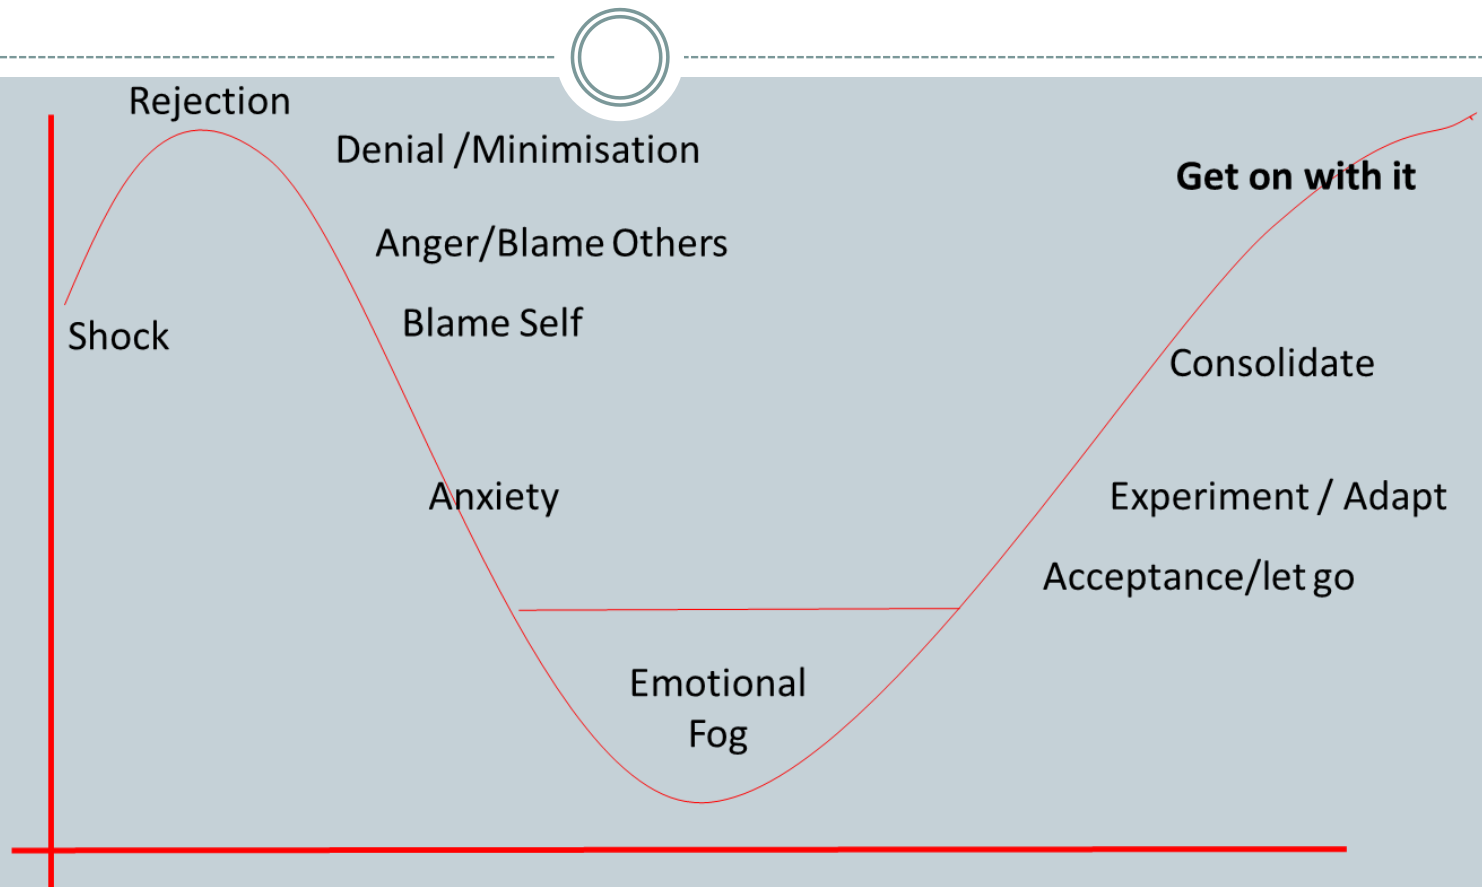 Rejection
Denial /Minimisation
Get on with it
Anger/Blame Others
Blame Self
Shock
Consolidate
Anxiety
Experiment / Adapt
Acceptance/let go
Emotional
Fog